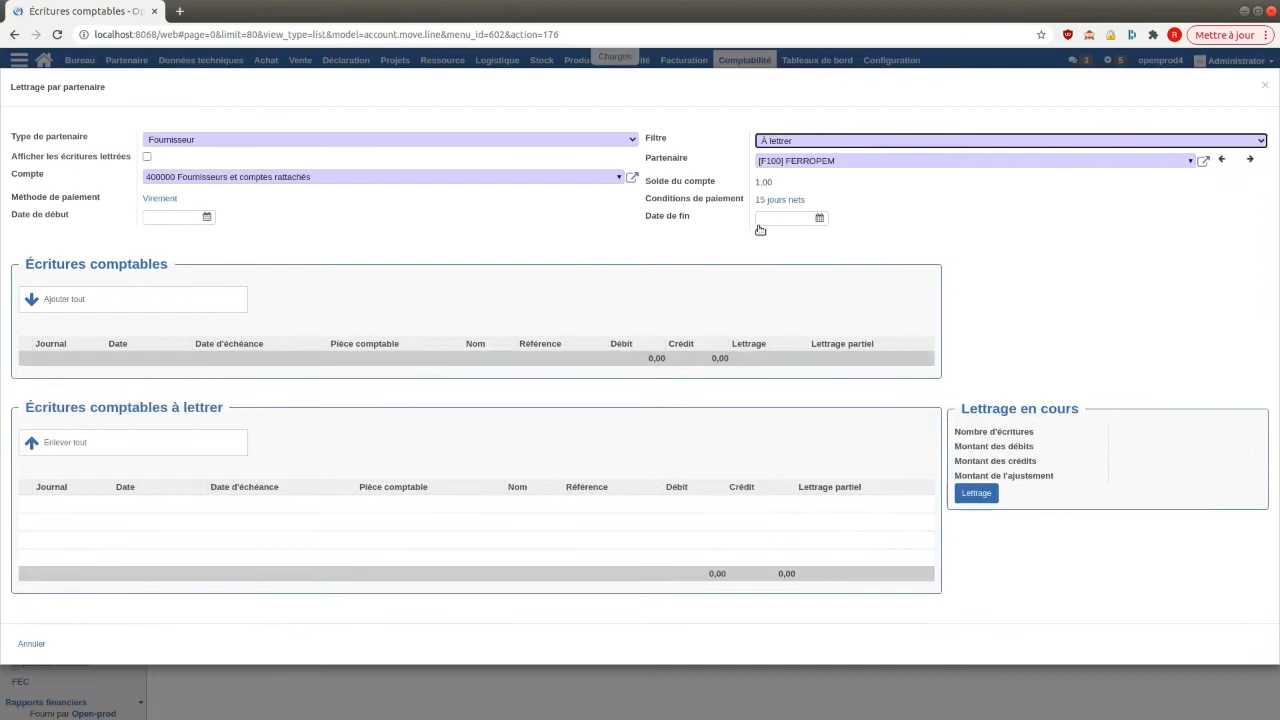 Écritures comptables - Op
localhost:8068/web#page=0&limit=80&view_type=list&model=account.move.line&menu_id=602&action=176
Mettre à jour
Bureau Partenaire Données techniques Achat Vente Déclaration Projets Ressource Logistique Stock Charges Facturation Comptabilité Tableaux de bord Configuration 3 5 openprod4 Administrator
Lettrage par partenaire
Type de partenaire Fournisseur Filtre À lettrer
Afficher les écritures lettrées Partenaire [F100] FERROPEM
Compte 400000 Fournisseurs et comptes rattachés Solde du compte 1,00
Méthode de paiement Virement Conditions de paiement 15 jours nets
Date de début Date de fin
Écritures comptables
Ajouter tout
Journal Date Date d'échéance Pièce comptable Nom Référence Débit Crédit Lettrage Lettrage partiel
0,00 0,00
Écritures comptables à lettrer
Enlever tout
Journal Date Date d'échéance Pièce comptable Nom Référence Débit Crédit Lettrage partiel
0,00 0,00
Lettrage en cours
Nombre d'écritures
Montant des débits
Montant des crédits
Montant de l'ajustement
Lettrage
Annuler
FEC
Rapports financiers
Fourni par Open-prod